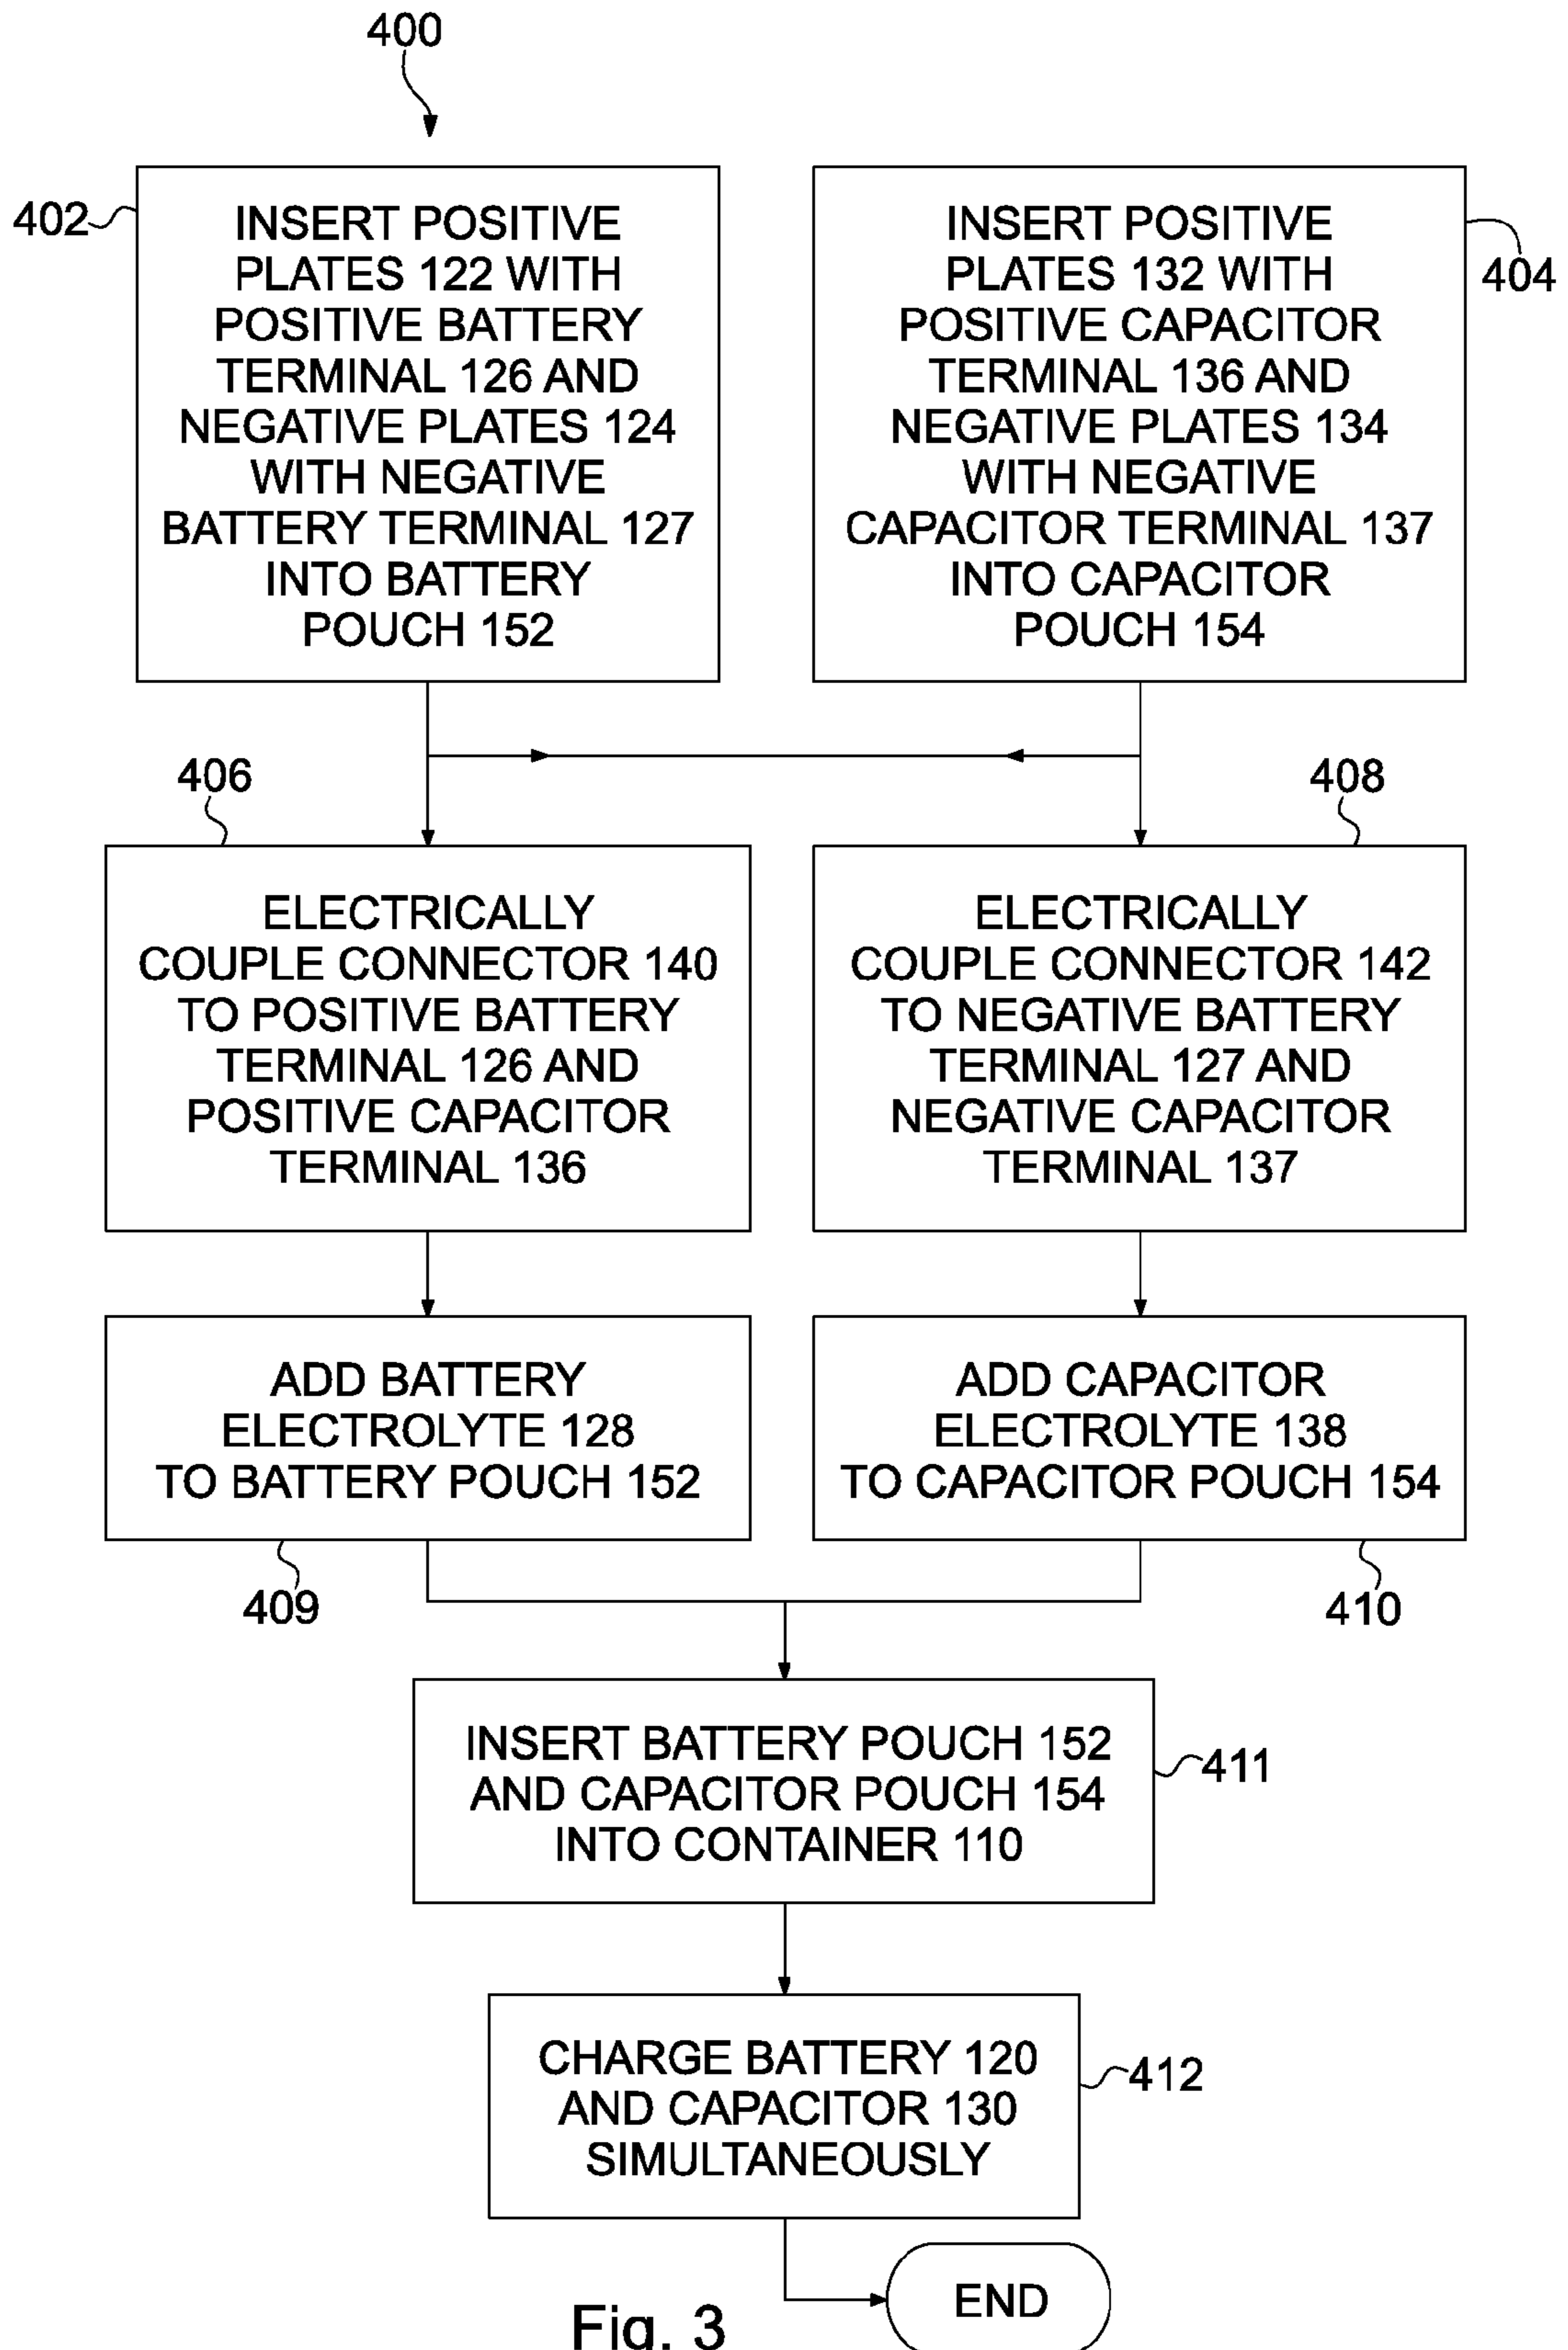 400
402
INSERT POSITIVE
PLATES 122 WITH
POSITIVE BATTERY
TERMINAL 126 AND
NEGATIVE PLATES 124
WITH NEGATIVE
BATTERY TERMINAL 127
INTO BATTERY
POUCH 152
INSERT POSITIVE
PLATES 132 WITH
POSITIVE CAPACITOR
TERMINAL 136 AND
NEGATIVE PLATES 134
WITH NEGATIVE
CAPACITOR TERMINAL 137
INTO CAPACITOR
POUCH 154
404
406
ELECTRICALLY
COUPLE CONNECTOR 140
TO POSITIVE BATTERY
TERMINAL 126 AND
POSITIVE CAPACITOR
TERMINAL 136
408
ELECTRICALLY
COUPLE CONNECTOR 142
TO NEGATIVE BATTERY
TERMINAL 127 AND
NEGATIVE CAPACITOR
TERMINAL 137
ADD BATTERY
ELECTROLYTE 128
TO BATTERY POUCH 152
409
ADD CAPACITOR
ELECTROLYTE 138
TO CAPACITOR POUCH 154
410
INSERT BATTERY POUCH 152
AND CAPACITOR POUCH 154
INTO CONTAINER 110
411
CHARGE BATTERY 120
AND CAPACITOR 130
SIMULTANEOUSLY
412
END
Fig. 3